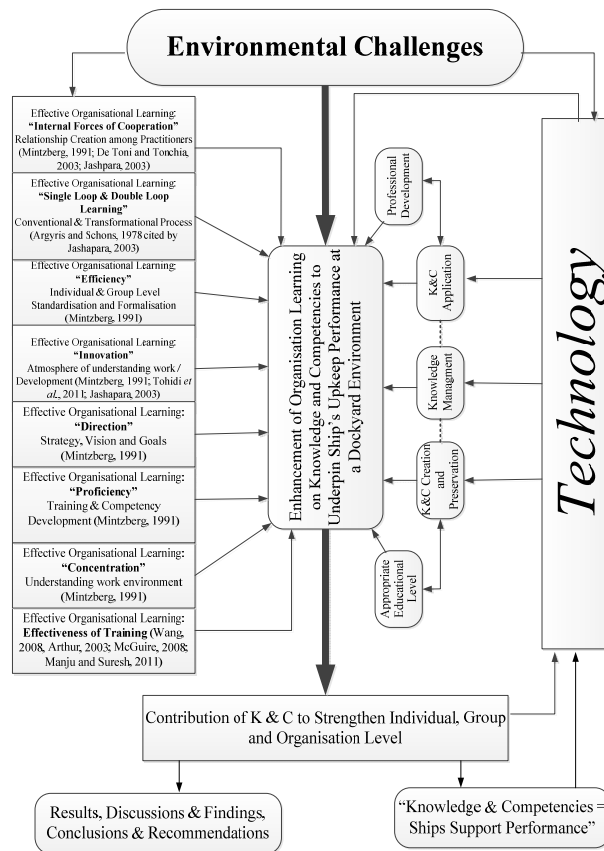 Environmental Challenges
Effective Organisational Learning:
“Internal Forces of Cooperation”
Relationship Creation among Practitioners
(Mintzberg, 1991; De Toni and Tonchia,
2003; Jashpara, 2003)
Effective Organisational Learning:
“Single Loop & Double Loop
Learning”
Conventional & Transformational Process
(Argyris and Schons, 1978 cited by
Jashapara, 2003)
Effective Organisational Learning:
“Efficiency”
Individual & Group Level
Standardisation and Formalisation
(Mintzberg, 1991)
Effective Organisational Learning:
“Innovation”
Atmosphere of understanding work /
Development (Mintzberg, 1991; Tohidi et
al., 2011; Jashapara, 2003)
Effective Organisational Learning:
“Direction”
Strategy, Vision and Goals
(Mintzberg, 1991)
Effective Organisational Learning:
“Proficiency”
Training & Competency
Development (Mintzberg, 1991)
Effective Organisational Learning:
“Concentration”
Understanding work environment
(Mintzberg, 1991)
Effective Organisational Learning:
Effectiveness of Training (Wang,
2008, Arthur, 2003; McGuire, 2008;
Manju and Suresh, 2011)
Enhancement of Organisation Learning
on Knowledge and Competencies to
Underpin Ship’s Upkeep Performance at
a Dockyard Environment
Professional
Development
K&C
Application
Knowledge
Managment
K&C Creation
and
Preservation
Appropriate
Educational
Level
Technology
Contribution of K & C to Strengthen Individual, Group
and Organisation Level
Results, Discussions & Findings,
Conclusions & Recommendations
“Knowledge & Competencies =
Ships Support Performance”